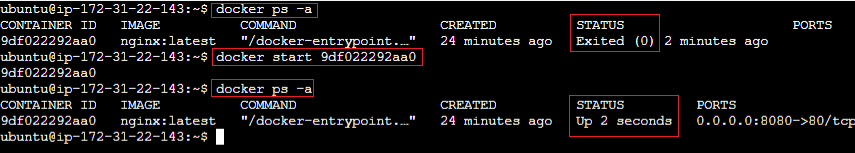 ubuntu@ip-172-31-22-143:~$ docker ps -a
CONTAINER ID IMAGE COMMAND CREATED STATUS PORTS
9df022292aa0 nginx:latest "/docker-entrypoint.…" 24 minutes ago Exited (0) 2 minutes ago
ubuntu@ip-172-31-22-143:~$ docker start 9df022292aa0
9df022292aa0
ubuntu@ip-172-31-22-143:~$ docker ps -a
CONTAINER ID IMAGE COMMAND CREATED STATUS PORTS
9df022292aa0 nginx:latest "/docker-entrypoint.…" 24 minutes ago Up 2 seconds 0.0.0.0:8080->80/tcp
ubuntu@ip-172-31-22-143:~$